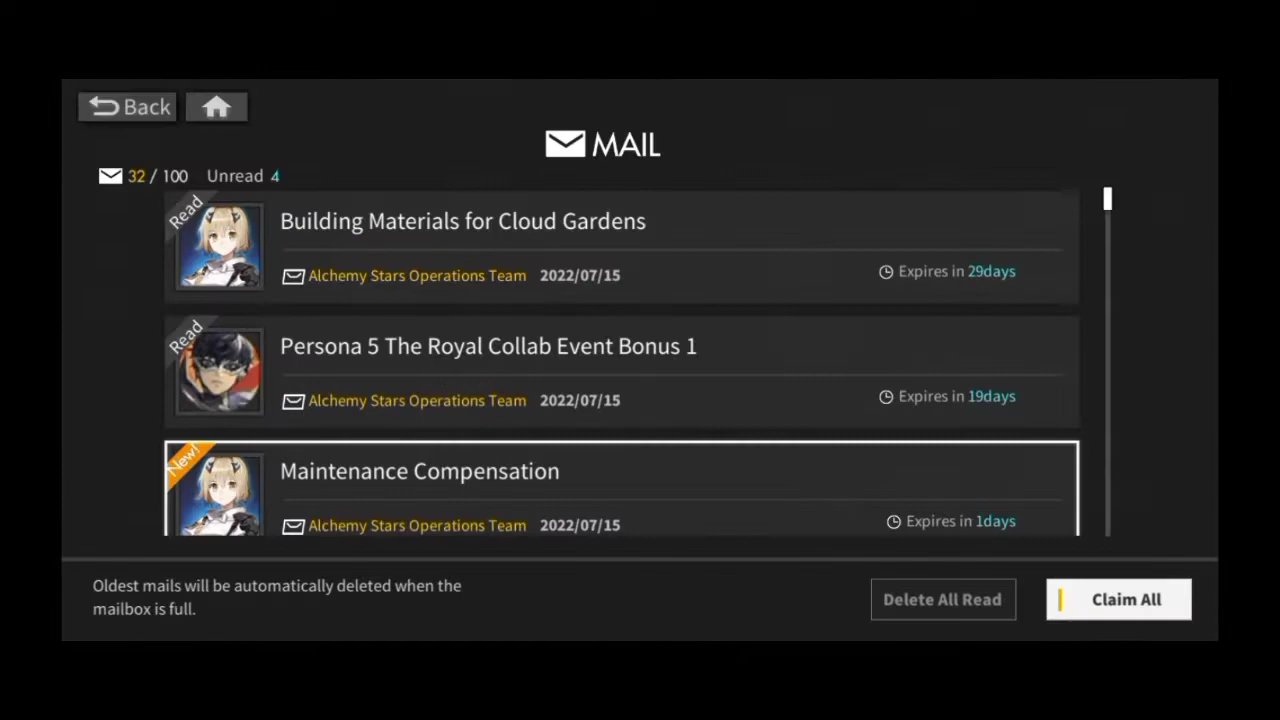 Back
MAIL
32 / 100 Unread 4
Read
Building Materials for Cloud Gardens
Alchemy Stars Operations Team 2022/07/15 Expires in 29days
Read
Persona 5 The Royal Collab Event Bonus 1
Alchemy Stars Operations Team 2022/07/15 Expires in 19days
New!
Maintenance Compensation
Alchemy Stars Operations Team 2022/07/15 Expires in 1days
Oldest mails will be automatically deleted when the
mailbox is full.
Delete All Read
Claim All